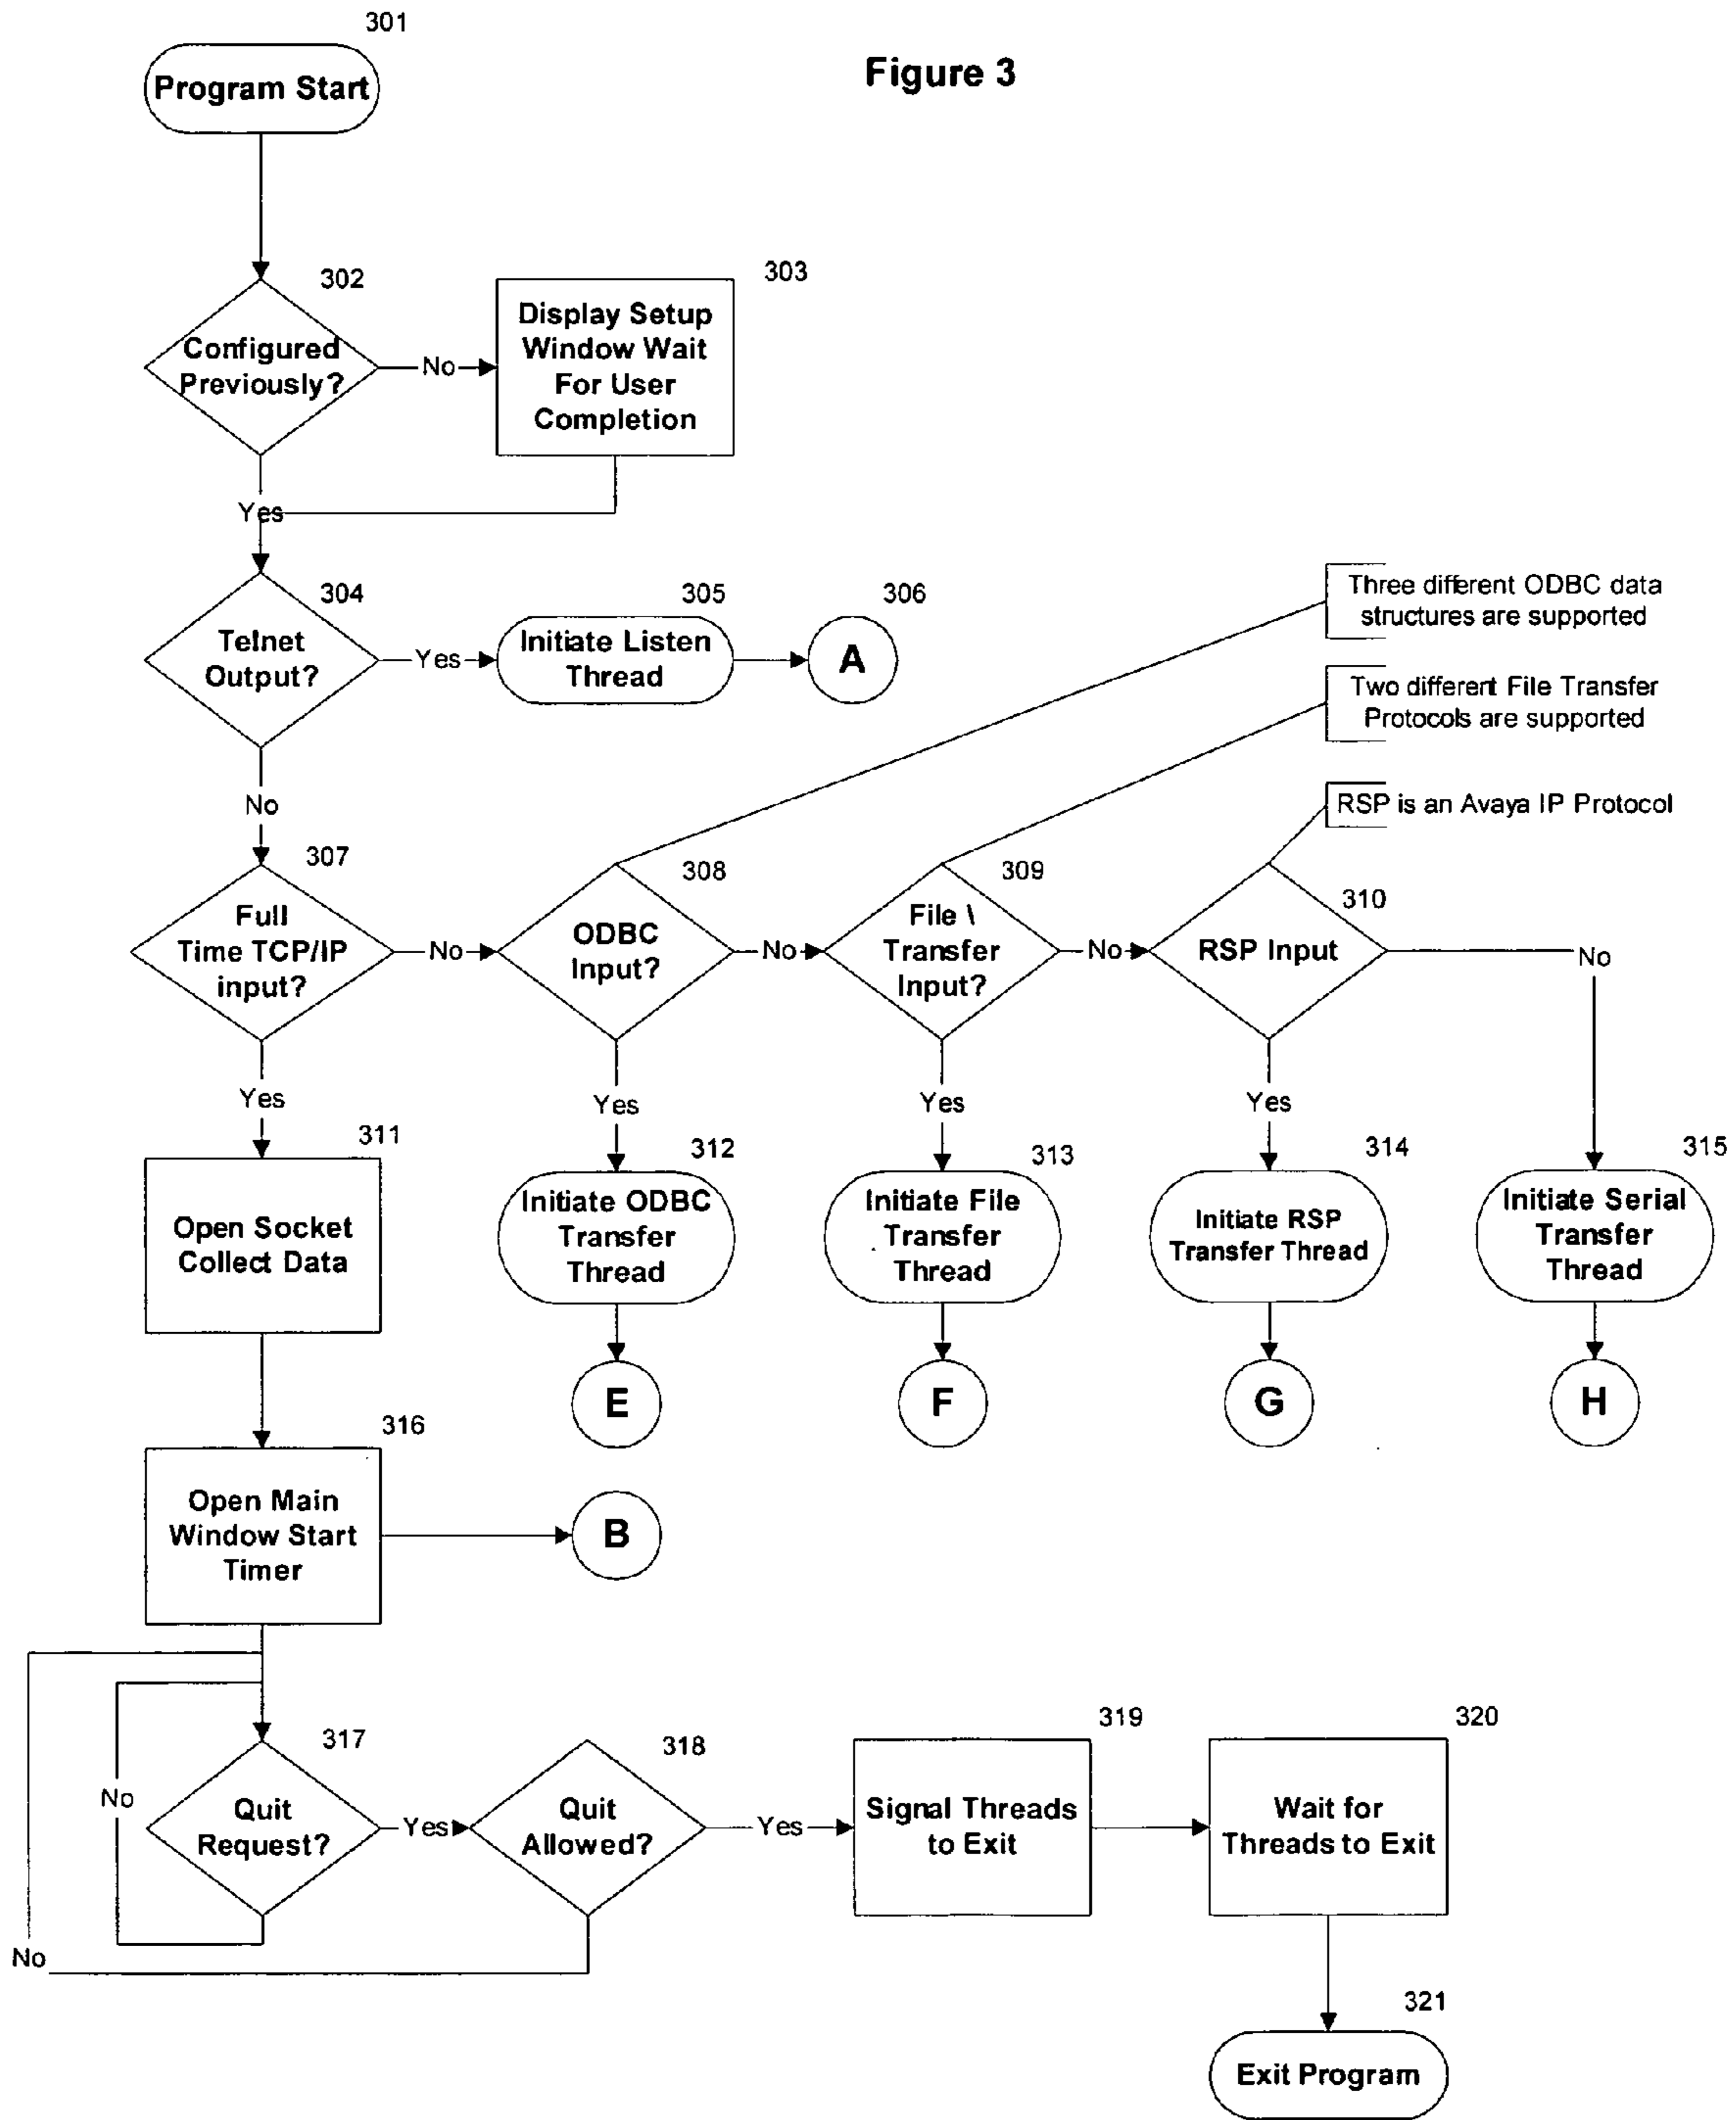 301
Program Start
Figure 3
302
Configured
Previously?
No
303
Display Setup
Window Wait
For User
Completion
Yes
304
Telnet
Output?
Yes
305
Initiate Listen
Thread
306
A
Three different ODBC data
structures are supported
Two different File Transfer
Protocols are supported
RSP is an Avaya IP Protocol
No
307
Full
Time TCP/IP
input?
No
308
ODBC
Input?
No
309
File \
Transfer
Input?
No
310
RSP Input
No
Yes
Yes
Yes
Yes
311
Open Socket
Collect Data
312
Initiate ODBC
Transfer
Thread
313
Initiate File
Transfer
Thread
314
Initiate RSP
Transfer Thread
315
Initiate Serial
Transfer
Thread
E
F
G
H
316
Open Main
Window Start
Timer
B
317
Quit
Request?
No
Yes
318
Quit
Allowed?
No
Yes
319
Signal Threads
to Exit
320
Wait for
Threads to Exit
321
Exit Program